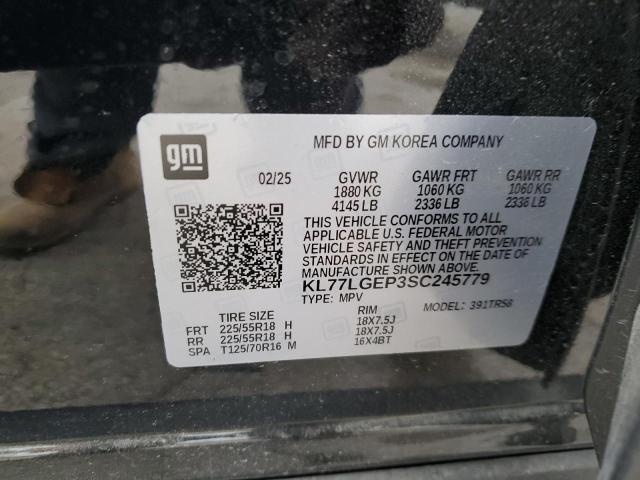 gm
MFD BY GM KOREA COMPANY
02/25 GVWR GAWR FRT GAWR RR
1880 KG 1060 KG 1060 KG
4145 LB 2336 LB 2336 LB
THIS VEHICLE CONFORMS TO ALL
APPLICABLE U.S. FEDERAL MOTOR
VEHICLE SAFETY AND THEFT PREVENTION
STANDARDS IN EFFECT ON THE DATE OF
MANUFACTURE SHOWN ABOVE.
KL77LGEP3SC245779
TYPE: MPV MODEL: 391TR58
TIRE SIZE RIM
FRT 225/55R18 H 18X7.5J
RR 225/55R18 H 18X7.5J
SPA T125/70R16 M 16X4BT